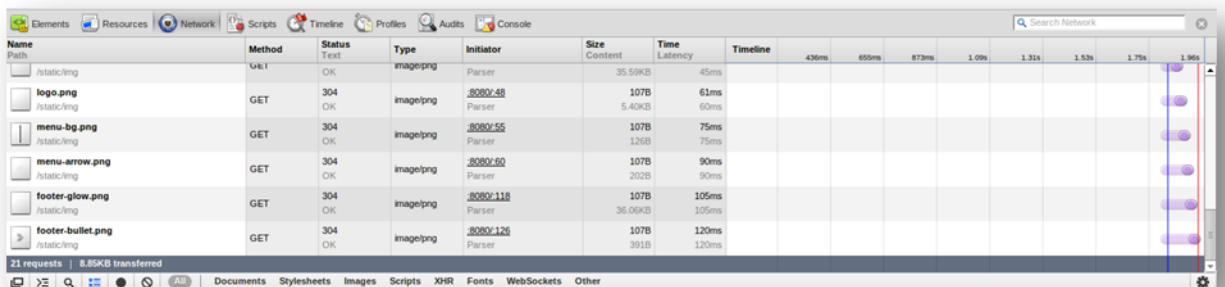 Elements Resources Network Scripts Timeline Profiles Audits Console Search Network
Name Method Status Type Initiator Size Time Timeline
Path Text Content Latency 436ms 655ms 873ms 1.09s 1.31s 1.53s 1.75s 1.96s
GET image/png
/static/img OK Parser 35.59KB 45ms
logo.png 304 :8080/:48 107B 61ms
GET image/png
/static/img OK Parser 5.40KB 60ms
menu-bg.png 304 :8080/:55 107B 75ms
GET image/png
/static/img OK Parser 126B 75ms
menu-arrow.png 304 :8080/:60 107B 90ms
GET image/png
/static/img OK Parser 202B 90ms
footer-glow.png 304 :8080/:118 107B 105ms
GET image/png
/static/img OK Parser 36.06KB 105ms
footer-bullet.png 304 :8080/:126 107B 120ms
GET image/png
/static/img OK Parser 391B 120ms
21 requests | 8.85KB transferred
All Documents Stylesheets Images Scripts XHR Fonts WebSockets Other